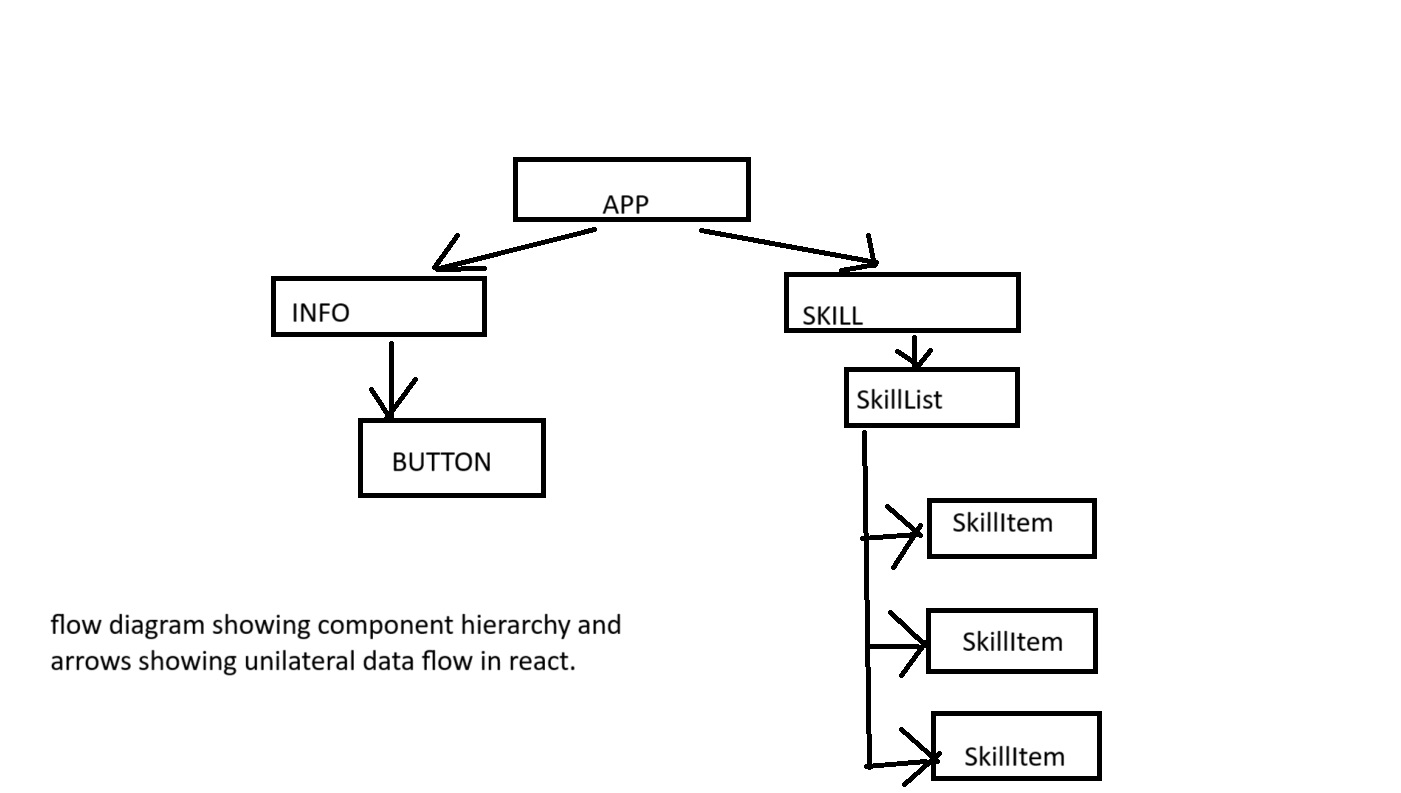 APP
INFO
SKILL
SkillList
BUTTON
SkillItem
SkillItem
SkillItem
flow diagram showing component hierarchy and
arrows showing unilateral data flow in react.